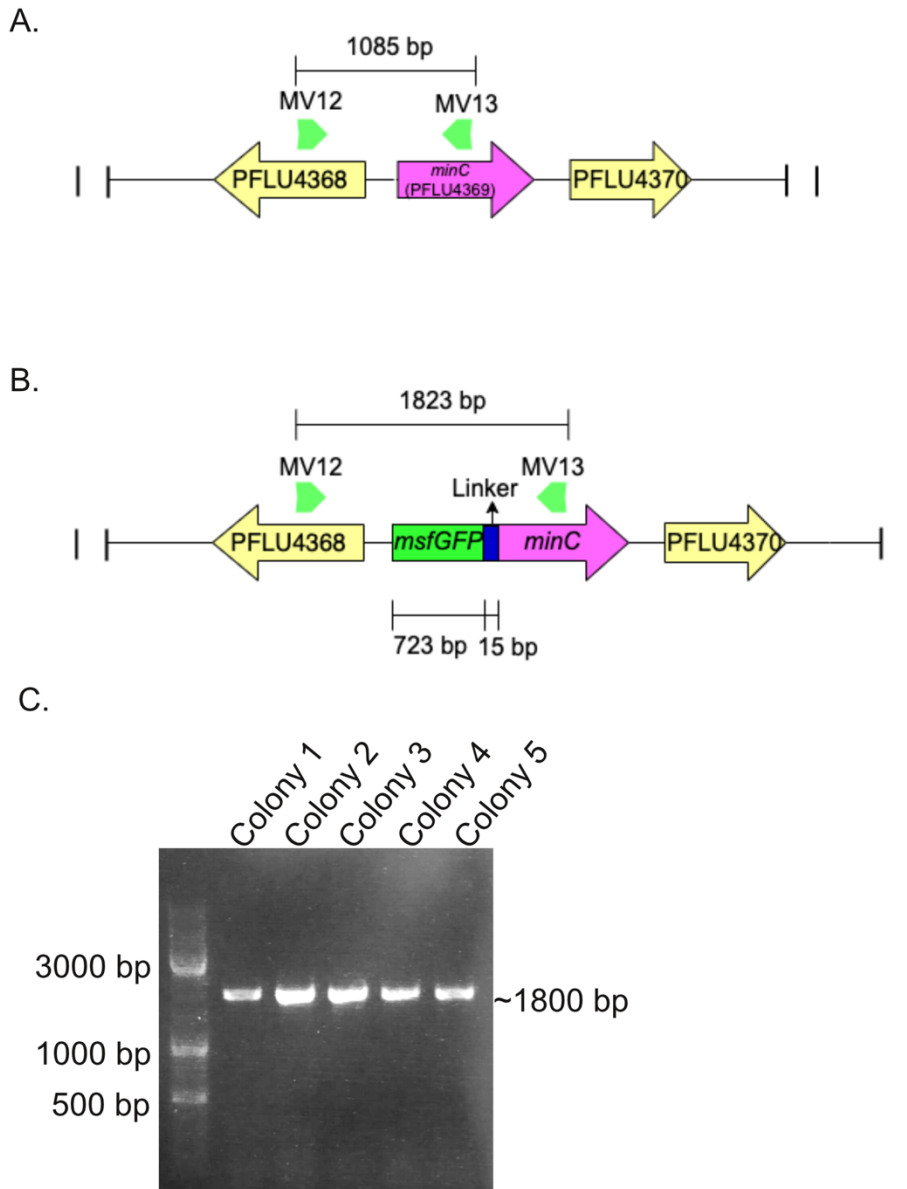 A.
1085 bp
MV12
MV13
PFLU4368
minC
(PFLU4369)
PFLU4370
B.
1823 bp
MV12
MV13
Linker
PFLU4368
msfGFP
minC
PFLU4370
723 bp
15 bp
C.
Colony 1
Colony 2
Colony 3
Colony 4
Colony 5
3000 bp
~1800 bp
1000 bp
500 bp